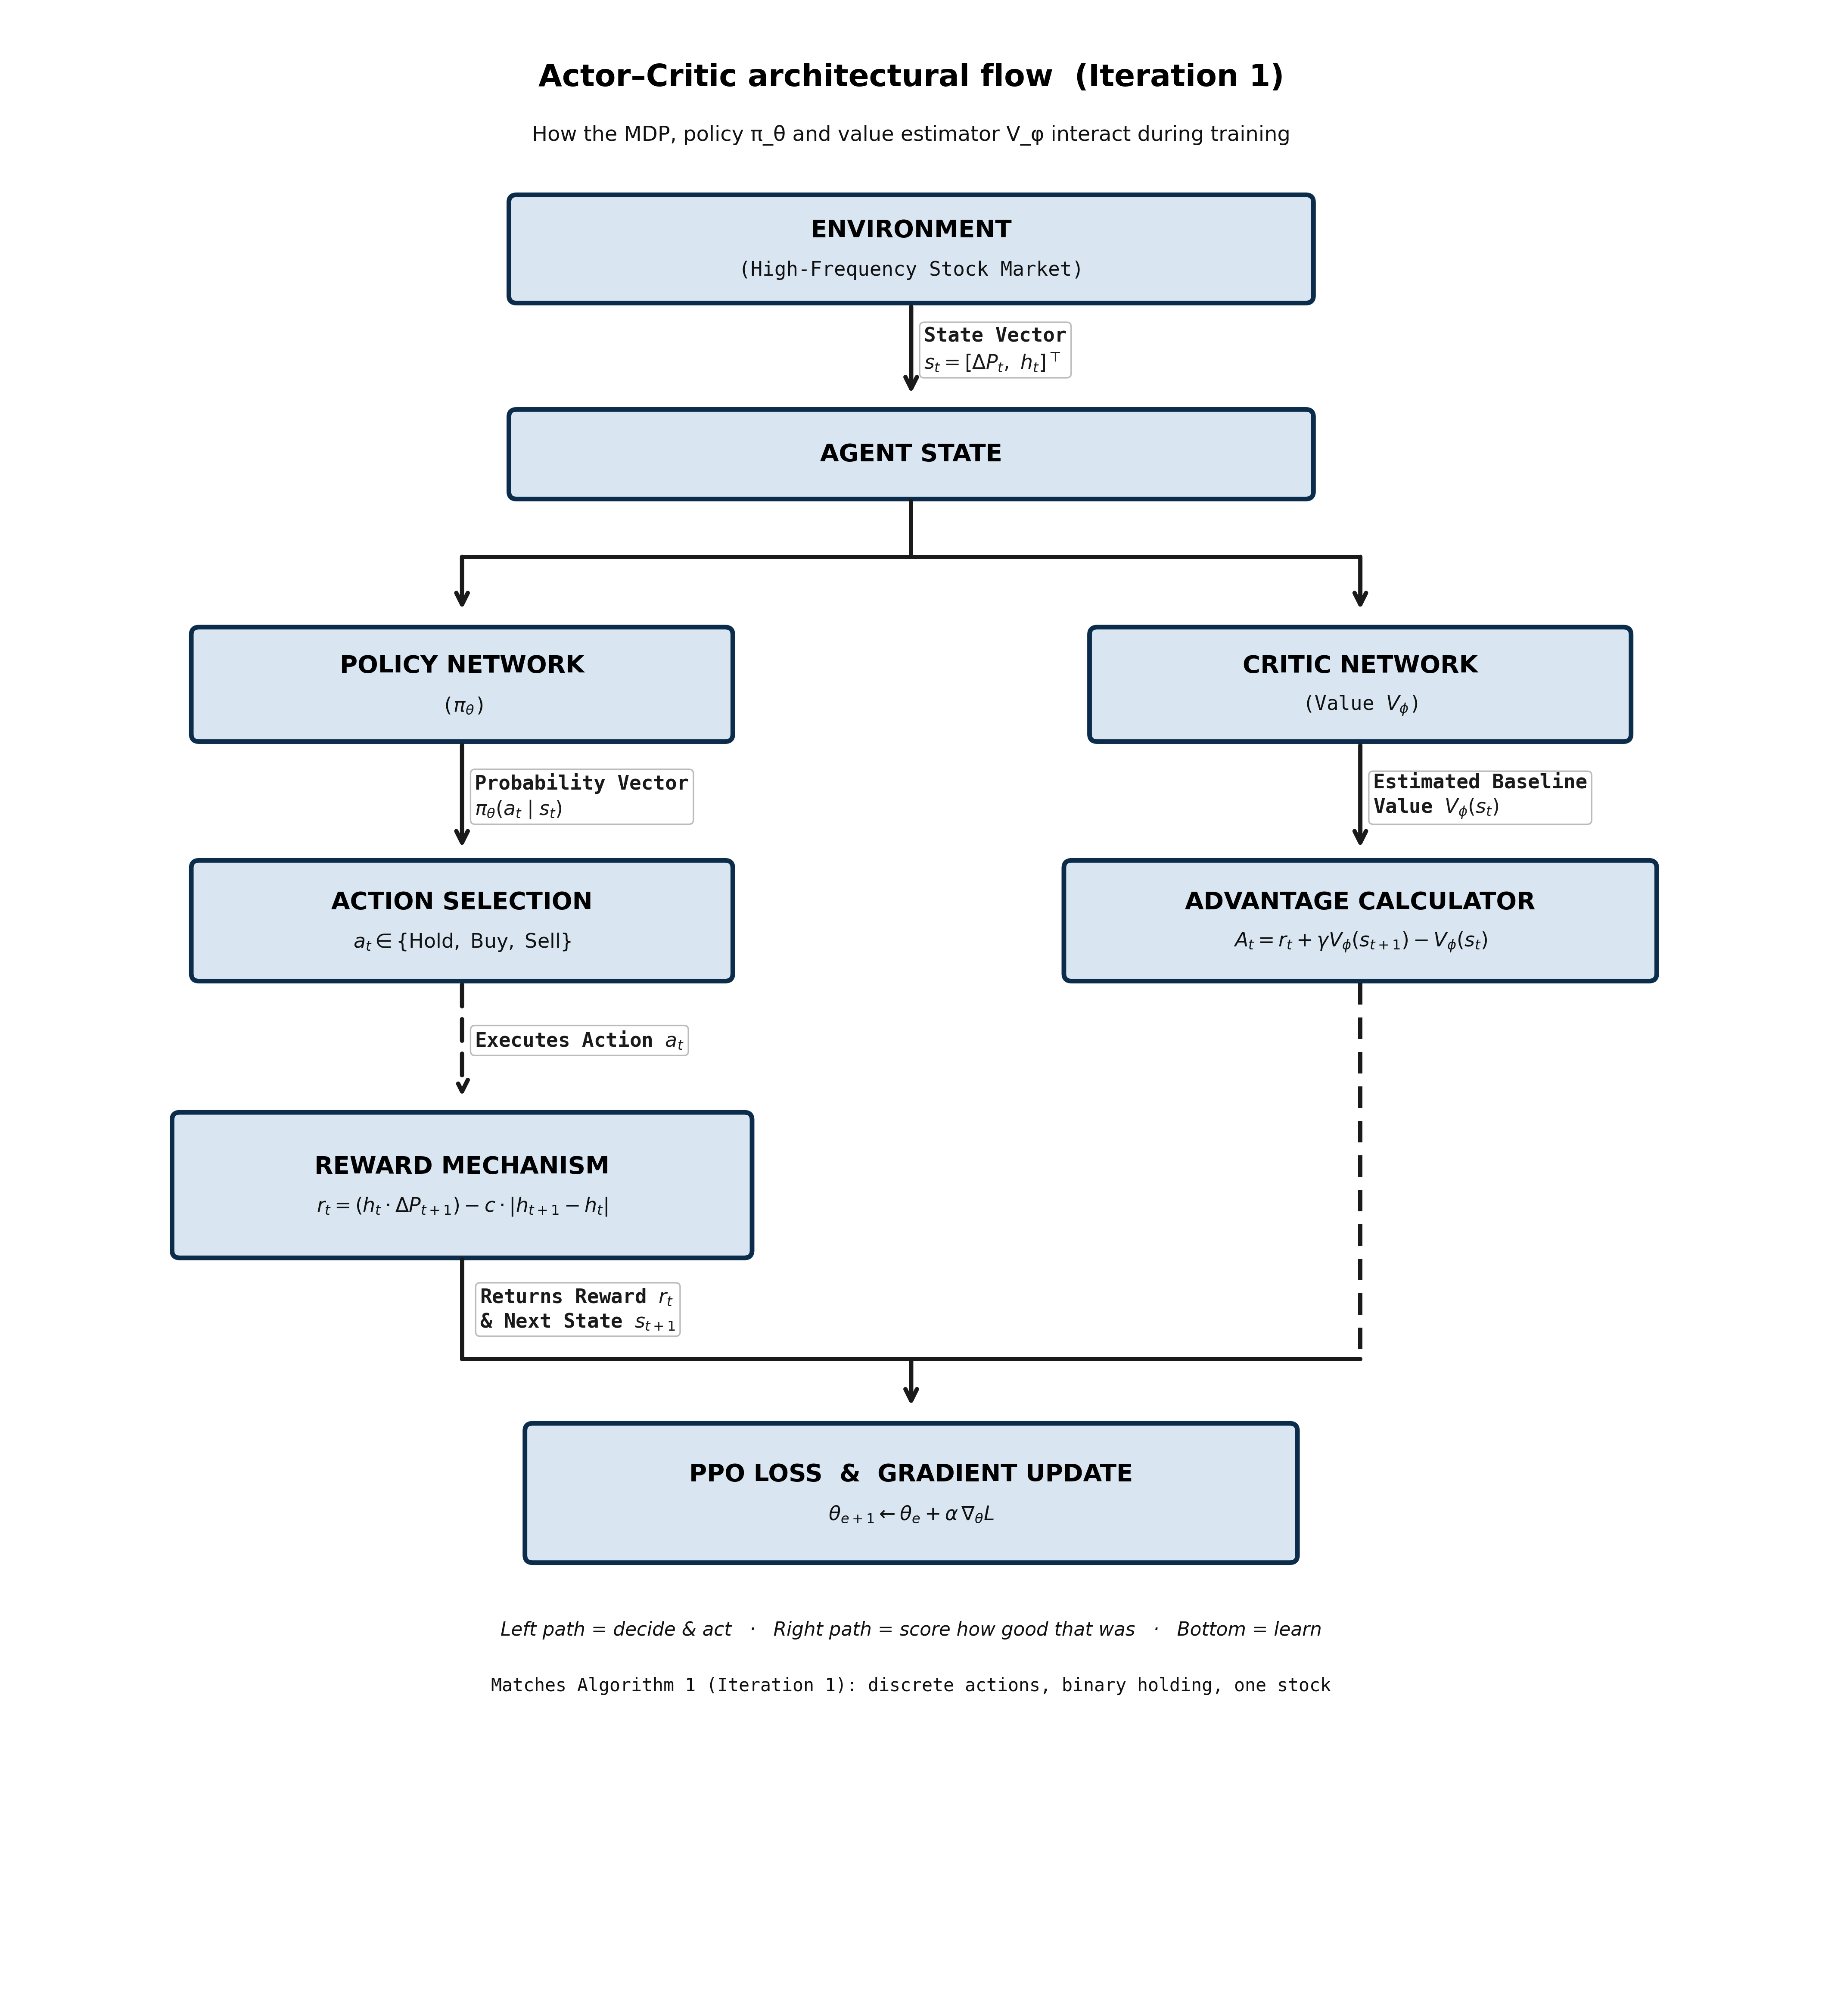 Actor–Critic architectural flow (Iteration 1)
How the MDP, policy π_θ and value estimator V_φ interact during training
ENVIRONMENT
(High-Frequency Stock Market)
State Vector
s_t = [ΔP_t, h_t]^⊤
AGENT STATE
POLICY NETWORK
(π_θ)
CRITIC NETWORK
(Value V_ϕ)
Probability Vector
π_θ(a_t | s_t)
Estimated Baseline
Value V_ϕ(s_t)
ACTION SELECTION
a_t ∈ {Hold, Buy, Sell}
ADVANTAGE CALCULATOR
A_t = r_t + γV_ϕ(s_{t+1}) − V_ϕ(s_t)
Executes Action a_t
REWARD MECHANISM
r_t = (h_t · ΔP_{t+1}) − c · |h_{t+1} − h_t|
Returns Reward r_t
& Next State s_{t+1}
PPO LOSS & GRADIENT UPDATE
θ_{e+1} ← θ_e + α ∇_θ L
Left path = decide & act · Right path = score how good that was · Bottom = learn
Matches Algorithm 1 (Iteration 1): discrete actions, binary holding, one stock